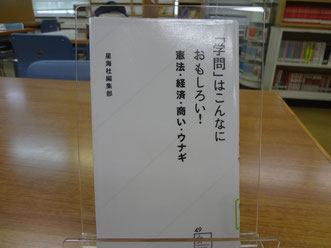 「学問」はこんなに
おもしろい!
憲法・経済・商い・ウナギ
星海社編集部
49